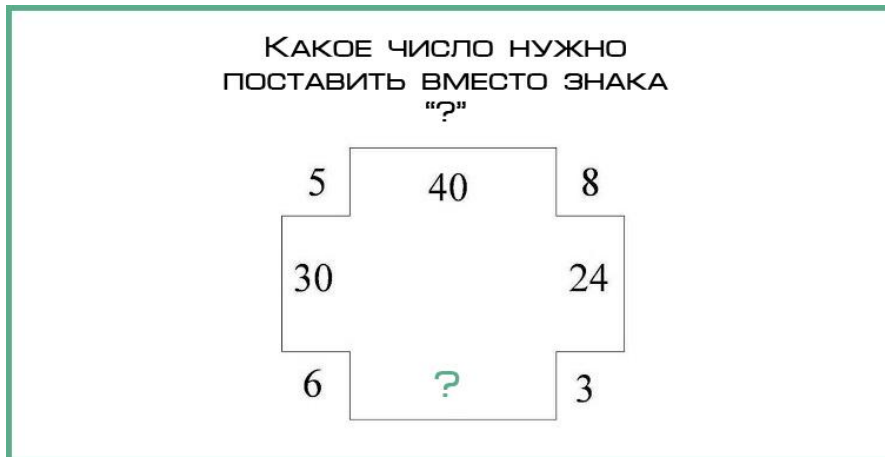 Какое число нужно
поставить вместо знака
“?”
5 40 8
30 24
6 ? 3